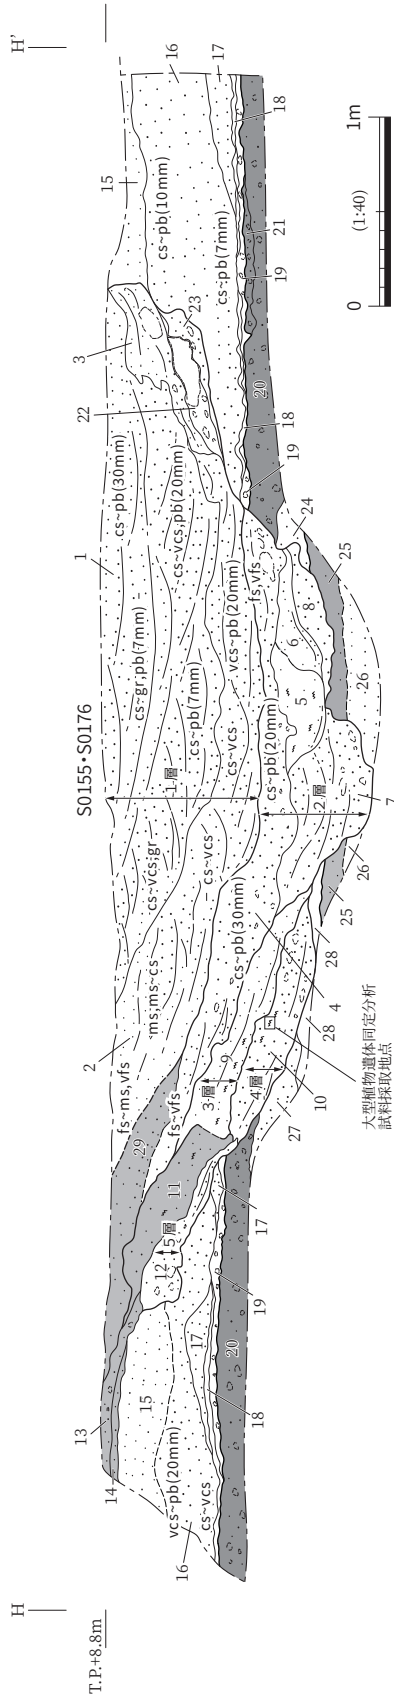 H
H'
T.P.+8.8m
S0155・S0176
1
2
3
15
16
17
23
22
18
21
19
20
18
19
24
25
26
8
6
5
7
26
25
28
28
4
10
27
9
29
11
12
13
14
15
16
17
17
18
19
20
1層
2層
3層
4層
5層
cs~pb(10mm)
cs~pb(7mm)
cs~pb(30mm)
cs~vcs,pb(20mm)
cs~gr,pb(7mm)
cs~pb(7mm)
vcs~pb(20mm)
fs,vfs
cs~vcs
cs~pb(20mm)
cs~vcs,gr
cs~vcs
cs~pb(30mm)
ms,ms~cs
fs~ms,vfs
fs~vfs
vcs~pb(20mm)
cs~vcs
大型植物遺体同定分析
試料採取地点
0
(1:40)
1m